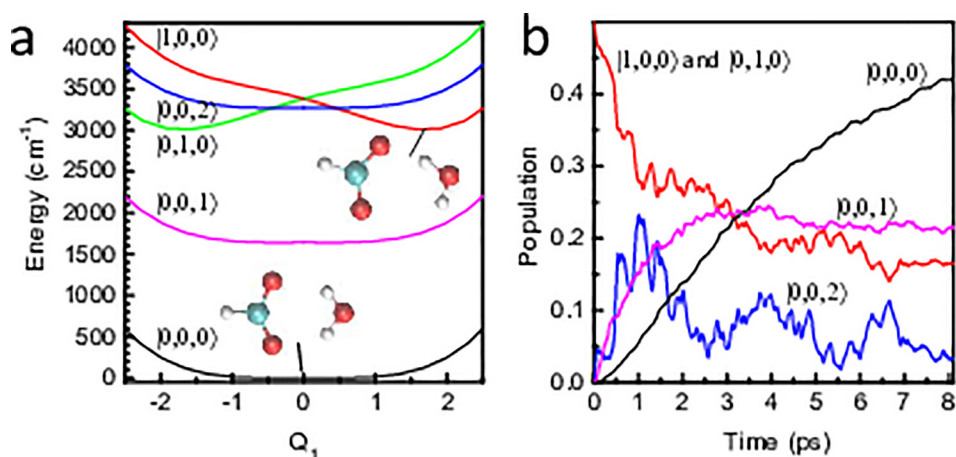 a
4000
3500
3000
2500
2000
1500
1000
500
0
Energy (cm⁻¹)
|1,0,0⟩
|0,0,2⟩
|0,1,0⟩
|0,0,1⟩
|0,0,0⟩
-2 -1 0 1 2
Q₁
b
0.4
0.3
0.2
0.1
0.0
Population
|1,0,0⟩ and |0,1,0⟩
|0,0,0⟩
|0,0,1⟩
|0,0,2⟩
0 1 2 3 4 5 6 7 8
Time (ps)